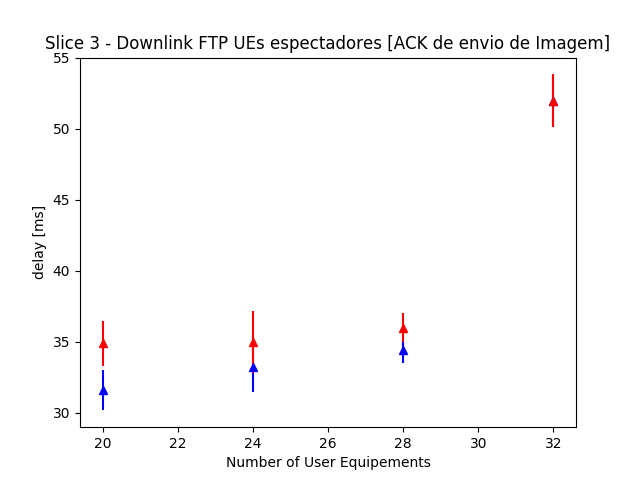 Slice 3 - Downlink FTP UEs espectadores [ACK de envio de Imagem]
55
50
45
40
35
30
delay [ms]
20 22 24 26 28 30 32
Number of User Equipements